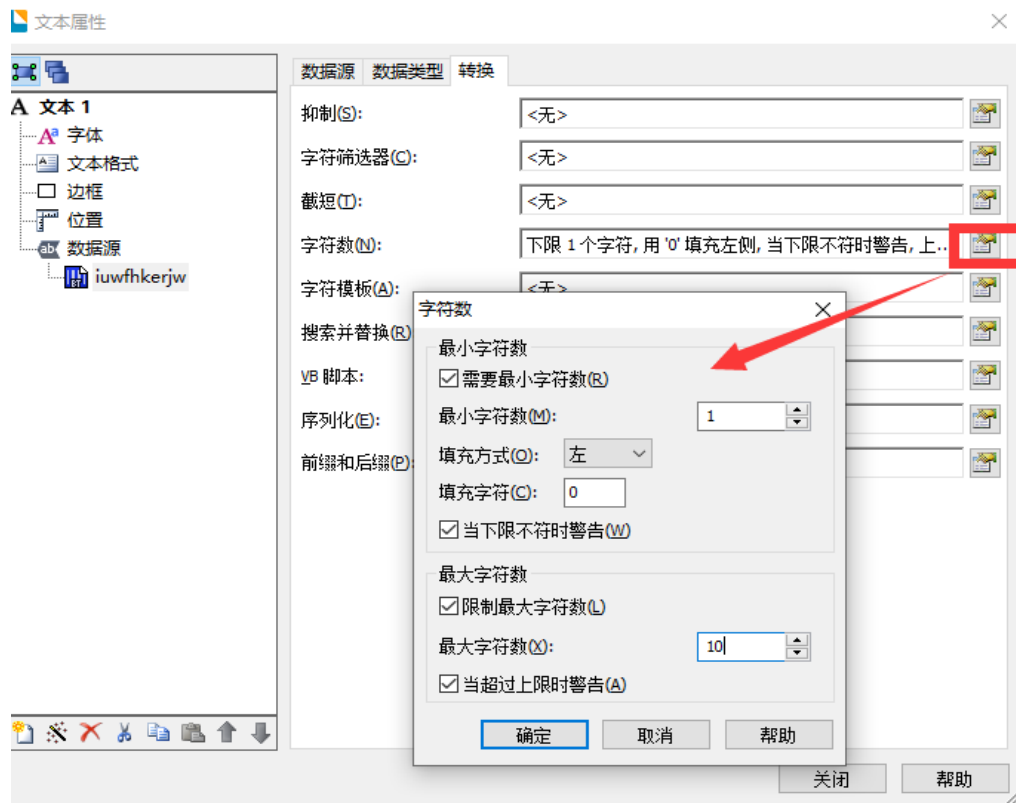 文本属性
数据源 数据类型 转换
A 文本 1
抑制(S): <无>
字体
字符筛选器(C): <无>
文本格式
截短(T): <无>
边框
位置
字符数(N): 下限 1 个字符, 用 '0' 填充左侧, 当下限不符时警告, 上...
数据源
iuwfhkerjw
字符模板(A): <无>
字符数
搜索并替换(R)
最小字符数
VB 脚本:
需要最小字符数(R)
最小字符数(M): 1
序列化(E):
填充方式(O): 左
前缀和后缀(P):
填充字符(C): 0
当下限不符时警告(W)
最大字符数
限制最大字符数(L)
最大字符数(X): 10
当超过上限时警告(A)
确定 取消 帮助
关闭 帮助